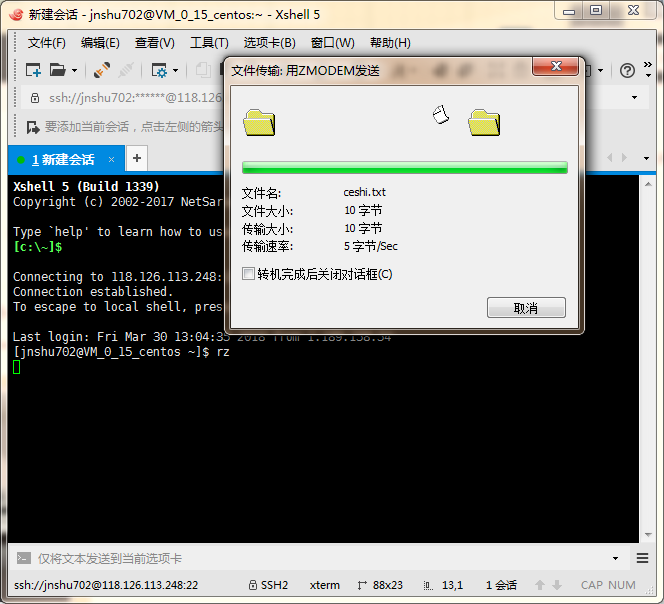 新建会话 - jnshu702@VM_0_15_centos:~ - Xshell 5
文件(F) 编辑(E) 查看(V) 工具(T) 选项卡(B) 窗口(W) 帮助(H)
文件传输: 用ZMODEM发送
ssh://jnshu702:******@118.126
要添加当前会话，点击左侧的箭头
1 新建会话
文件名: ceshi.txt
文件大小: 10 字节
传输大小: 10 字节
传输速率: 5 字节/Sec
转机完成后关闭对话框(C)
取消
Xshell 5 (Build 1339)
Copyright (c) 2002-2017 NetSar
Type `help' to learn how to us
[c:\~]$
Connecting to 118.126.113.248:
Connection established.
To escape to local shell, pres
Last login: Fri Mar 30 13:04:35 2018 from 1.189.158.54
[jnshu702@VM_0_15_centos ~]$ rz
仅将文本发送到当前选项卡
ssh://jnshu702@118.126.113.248:22 SSH2 xterm 88x23 13,1 1 会话 CAP NUM